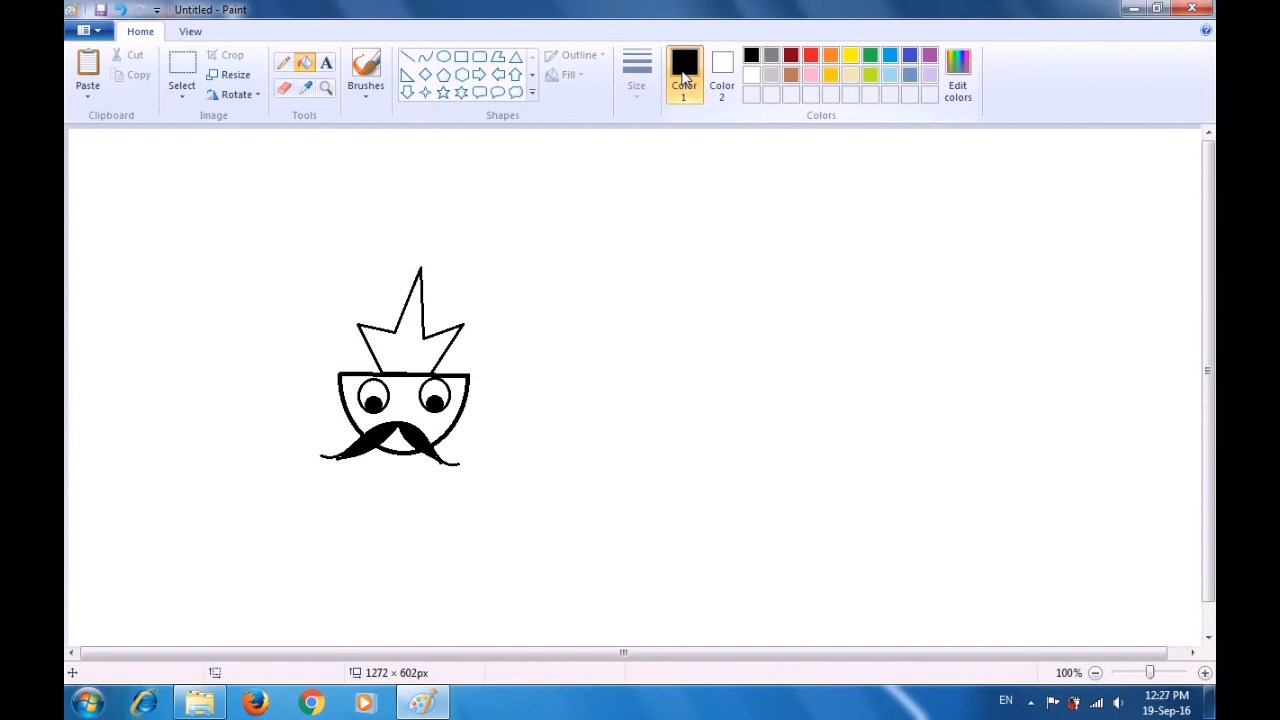 Untitled - Paint
Home View
Paste Cut Copy
Select Crop Resize Rotate
A
Brushes
Outline Fill
Size
Color 1 Color 2
Edit colors
Clipboard Image Tools Shapes Colors
1272 × 602px 100%
EN 12:27 PM
19-Sep-16